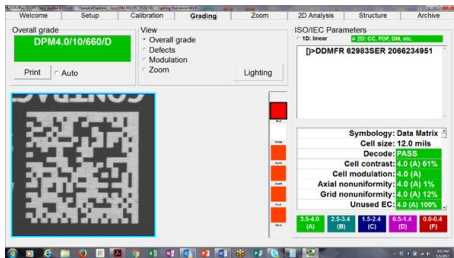 Welcome Setup Calibration Grading Zoom 2D Analysis Structure Archive
Overall grade
DPM4.0/10/660/D
Print
Auto
View
Overall grade
Defects
Modulation
Zoom
Lighting
ISO/IEC Parameters
1D: linear
2D: CC, POF, DM, etc.
[)>DDMFR 62983SER 2066234951
Symbology: Data Matrix
Cell size: 12.0 mils
Decode: PASS
Cell contrast: 4.0 (A) 61%
Cell modulation: 4.0 (A)
Axial nonuniformity: 4.0 (A) 1%
Grid nonuniformity: 4.0 (A) 12%
Unused EC: 4.0 (A) 100%
3.5-4.0 2.5-3.4 1.5-2.4 0.5-1.4 0.0-0.4
(A) (B) (C) (D) (F)